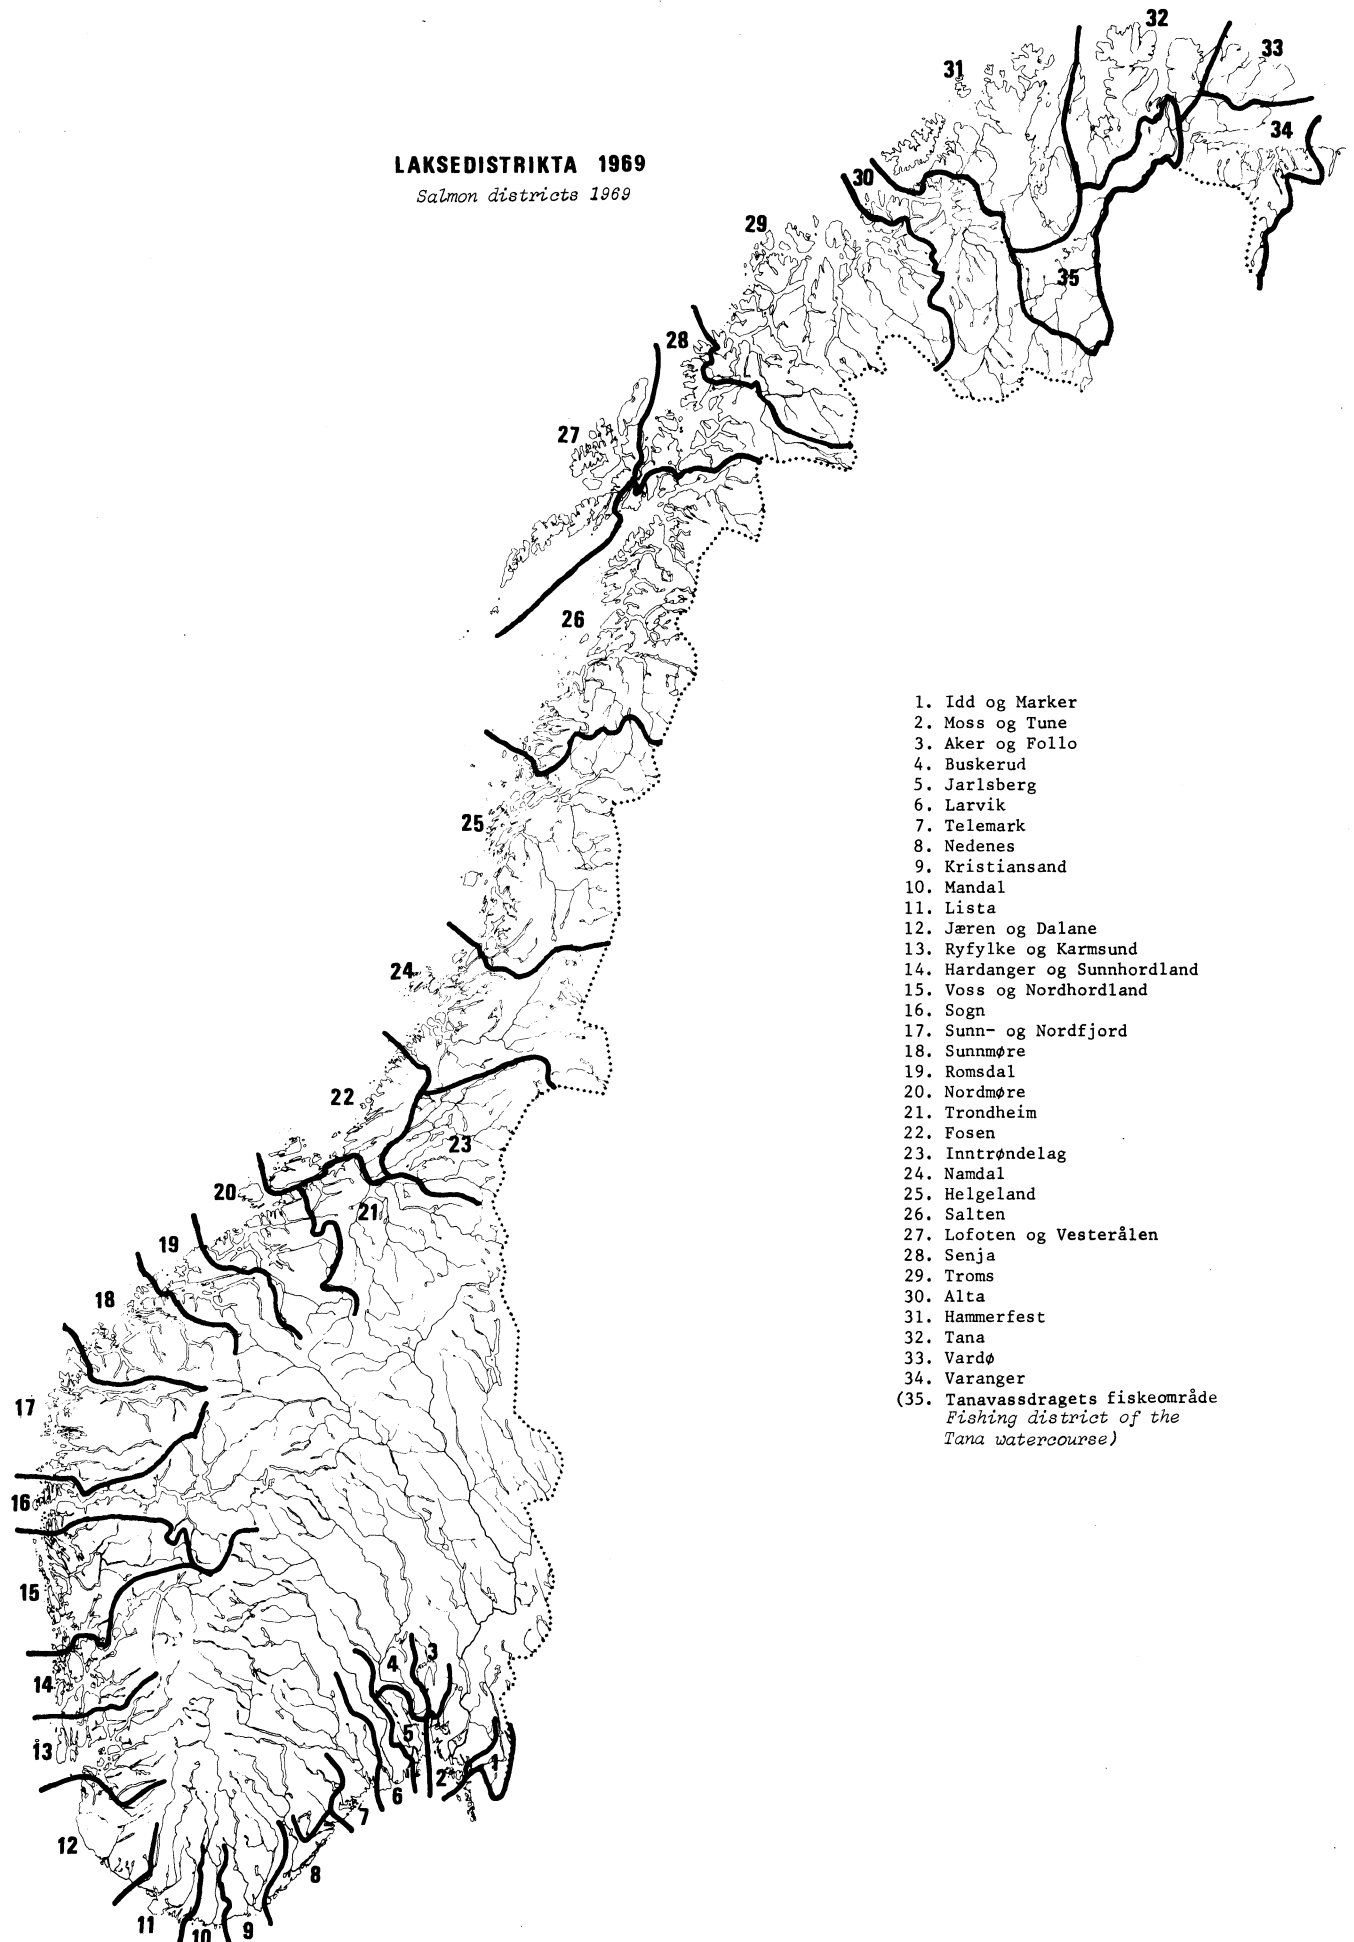 LAKSEDISTRIKTA 1969
Salmon districts 1969
32
33
31
34
30
29
35
28
27
26
25
24
22
23
20
21
19
18
17
16
15
3
4
14
5
13
1
2
6
7
12
8
11
10
9
1. Idd og Marker
2. Moss og Tune
3. Aker og Follo
4. Buskerud
5. Jarlsberg
6. Larvik
7. Telemark
8. Nedenes
9. Kristiansand
10. Mandal
11. Lista
12. Jæren og Dalane
13. Ryfylke og Karmsund
14. Hardanger og Sunnhordland
15. Voss og Nordhordland
16. Sogn
17. Sunn- og Nordfjord
18. Sunnmøre
19. Romsdal
20. Nordmøre
21. Trondheim
22. Fosen
23. Inntrøndelag
24. Namdal
25. Helgeland
26. Salten
27. Lofoten og Vesterålen
28. Senja
29. Troms
30. Alta
31. Hammerfest
32. Tana
33. Vardø
34. Varanger
(35. Tanavassdragets fiskeområde
Fishing district of the
Tana watercourse)